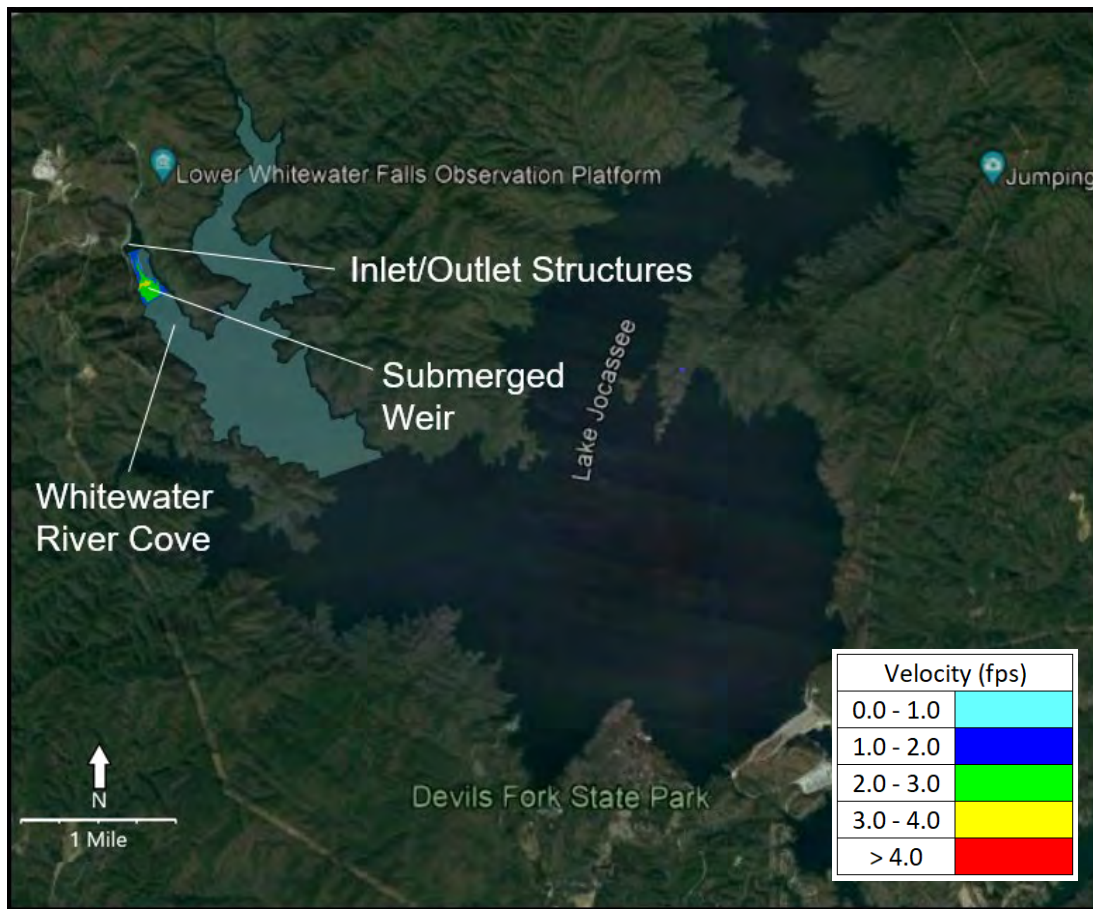 Lower Whitewater Falls Observation Platform
Jumping
Inlet/Outlet Structures
Submerged
Weir
Lake Jocassee
Whitewater
River Cove
Velocity (fps)
0.0 - 1.0
1.0 - 2.0
2.0 - 3.0
3.0 - 4.0
> 4.0
N
1 Mile
Devils Fork State Park